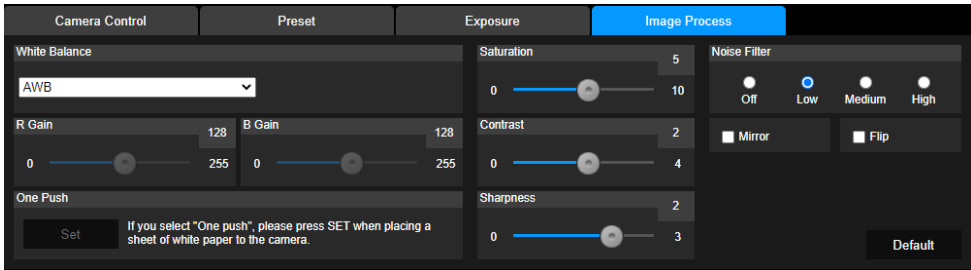 Camera Control
Preset
Exposure
Image Process
White Balance
AWB
R Gain
128
0
255
B Gain
128
0
255
One Push
Set
If you select "One push", please press SET when placing a
sheet of white paper to the camera.
Saturation
5
0
10
Contrast
2
0
4
Sharpness
2
0
3
Noise Filter
Off
Low
Medium
High
Mirror
Flip
Default